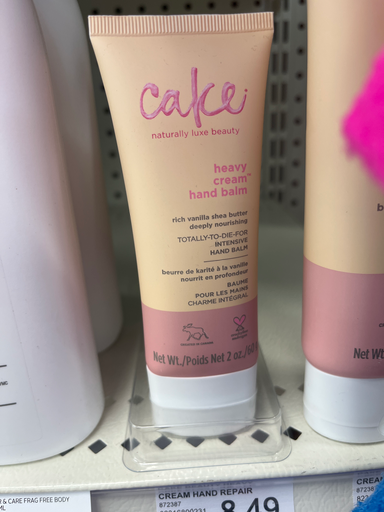 cake
naturally luxe beauty
heavy
cream™
hand balm
rich vanilla shea butter
deeply nourishing
TOTALLY-TO-DIE-FOR
INTENSIVE
HAND BALM
beurre de karité à la vanille
nourrit en profondeur
BAUME
POUR LES MAINS
CHARME INTÉGRAL
Net Wt./Poids Net 2 oz./
Net Wt
& CARE FRAG FREE BODY
CREAM HAND REPAIR
872387
8.49
CREA